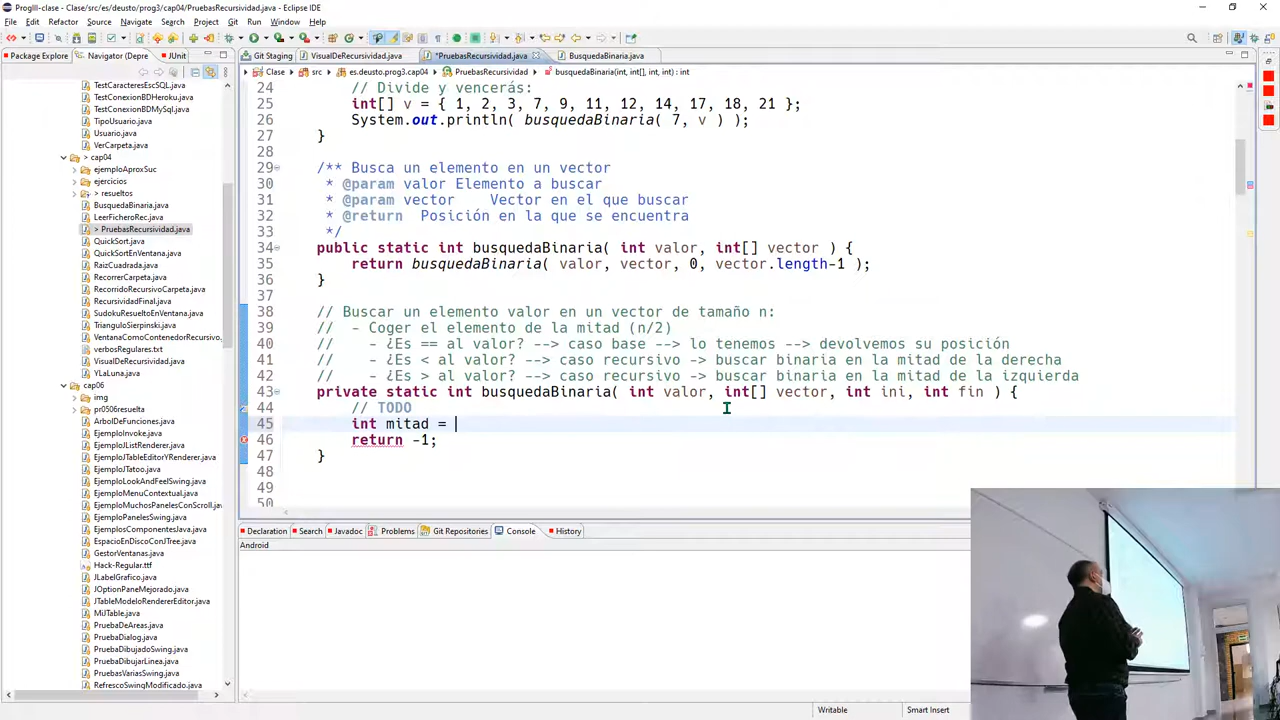 ProgIII-clase - Clase/src/es/deusto/prog3/cap04/PruebasRecursividad.java - Eclipse IDE
File Edit Refactor Source Navigate Search Project Git Run Window Help
Package Explore
Navigator (Depre
JUnit
Git Staging
VisualDeRecursividad.java
*PruebasRecursividad.java
BusquedaBinaria.java
Clase
src
es.deusto.prog3.cap04
PruebasRecursividad
busquedaBinaria(int, int[], int, int) : int
TestCaracteresEscSQL.java
TestConexionBDHeroku.java
TestConexionBDMySql.java
TipoUsuario.java
Usuario.java
VerCarpeta.java
> cap04
ejemploAproxSuc
ejercicios
> resueltos
BusquedaBinaria.java
LeerFicheroRec.java
> PruebasRecursividad.java
QuickSort.java
QuickSortEnVentana.java
RaizCuadrada.java
RecorrerCarpeta.java
RecorridoRecursivoCarpeta.java
RecursividadFinal.java
SudokuResueltoEnVentana.java
TrianguloSierpinski.java
VentanaComoContenedorRecursivo.
verbosRegulares.txt
VisualDeRecursividad.java
YLaLuna.java
cap06
img
pr0506resuelta
ArbolDeFunciones.java
EjemploInvoke.java
EjemploJListRenderer.java
EjemploJTableEditorYRenderer.java
EjemploJTatoo.java
EjemploLookAndFeelSwing.java
EjemploMenuContextual.java
EjemploMuchosPanelesConScroll.java
EjemploPanelesSwing.java
EjemplosComponentesJava.java
EspacioEnDiscoConJTree.java
GestorVentanas.java
Hack-Regular.ttf
JLabelGrafico.java
JOptionPaneMejorado.java
JTableModeloRendererEditor.java
MiJTable.java
PruebaDeAreas.java
PruebaDialog.java
PruebaDibujadoSwing.java
PruebaDibujarLinea.java
PruebasVariasSwing.java
RefrescoSwingModificado.java
24 // Divide y vencerás:
25 int[] v = { 1, 2, 3, 7, 9, 11, 12, 14, 17, 18, 21 };
26 System.out.println( busquedaBinaria( 7, v ) );
27 }
28
29 /** Busca un elemento en un vector
30 * @param valor Elemento a buscar
31 * @param vector Vector en el que buscar
32 * @return Posición en la que se encuentra
33 */
34 public static int busquedaBinaria( int valor, int[] vector ) {
35 return busquedaBinaria( valor, vector, 0, vector.length-1 );
36 }
37
38 // Buscar un elemento valor en un vector de tamaño n:
39 // - Coger el elemento de la mitad (n/2)
40 // - ¿Es == al valor? --> caso base --> lo tenemos --> devolvemos su posición
41 // - ¿Es < al valor? --> caso recursivo -> buscar binaria en la mitad de la derecha
42 // - ¿Es > al valor? --> caso recursivo -> buscar binaria en la mitad de la izquierda
43 private static int busquedaBinaria( int valor, int[] vector, int ini, int fin ) {
44 // TODO
45 int mitad =
46 return -1;
47 }
48
49
50
Declaration
Search
Javadoc
Problems
Git Repositories
Console
History
Android
Writable
Smart Insert